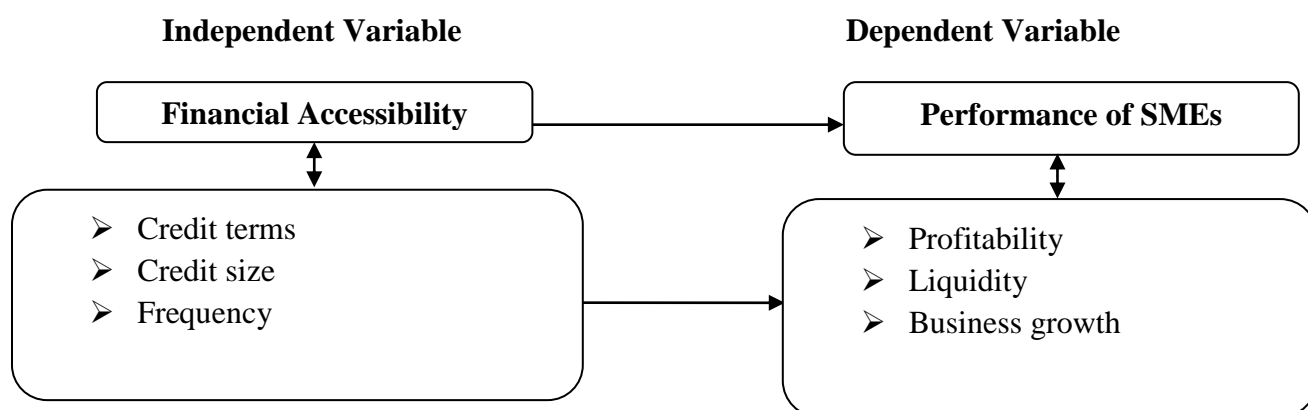 Independent Variable
Dependent Variable
Financial Accessibility
Performance of SMEs
➢ Credit terms
➢ Credit size
➢ Frequency
➢ Profitability
➢ Liquidity
➢ Business growth